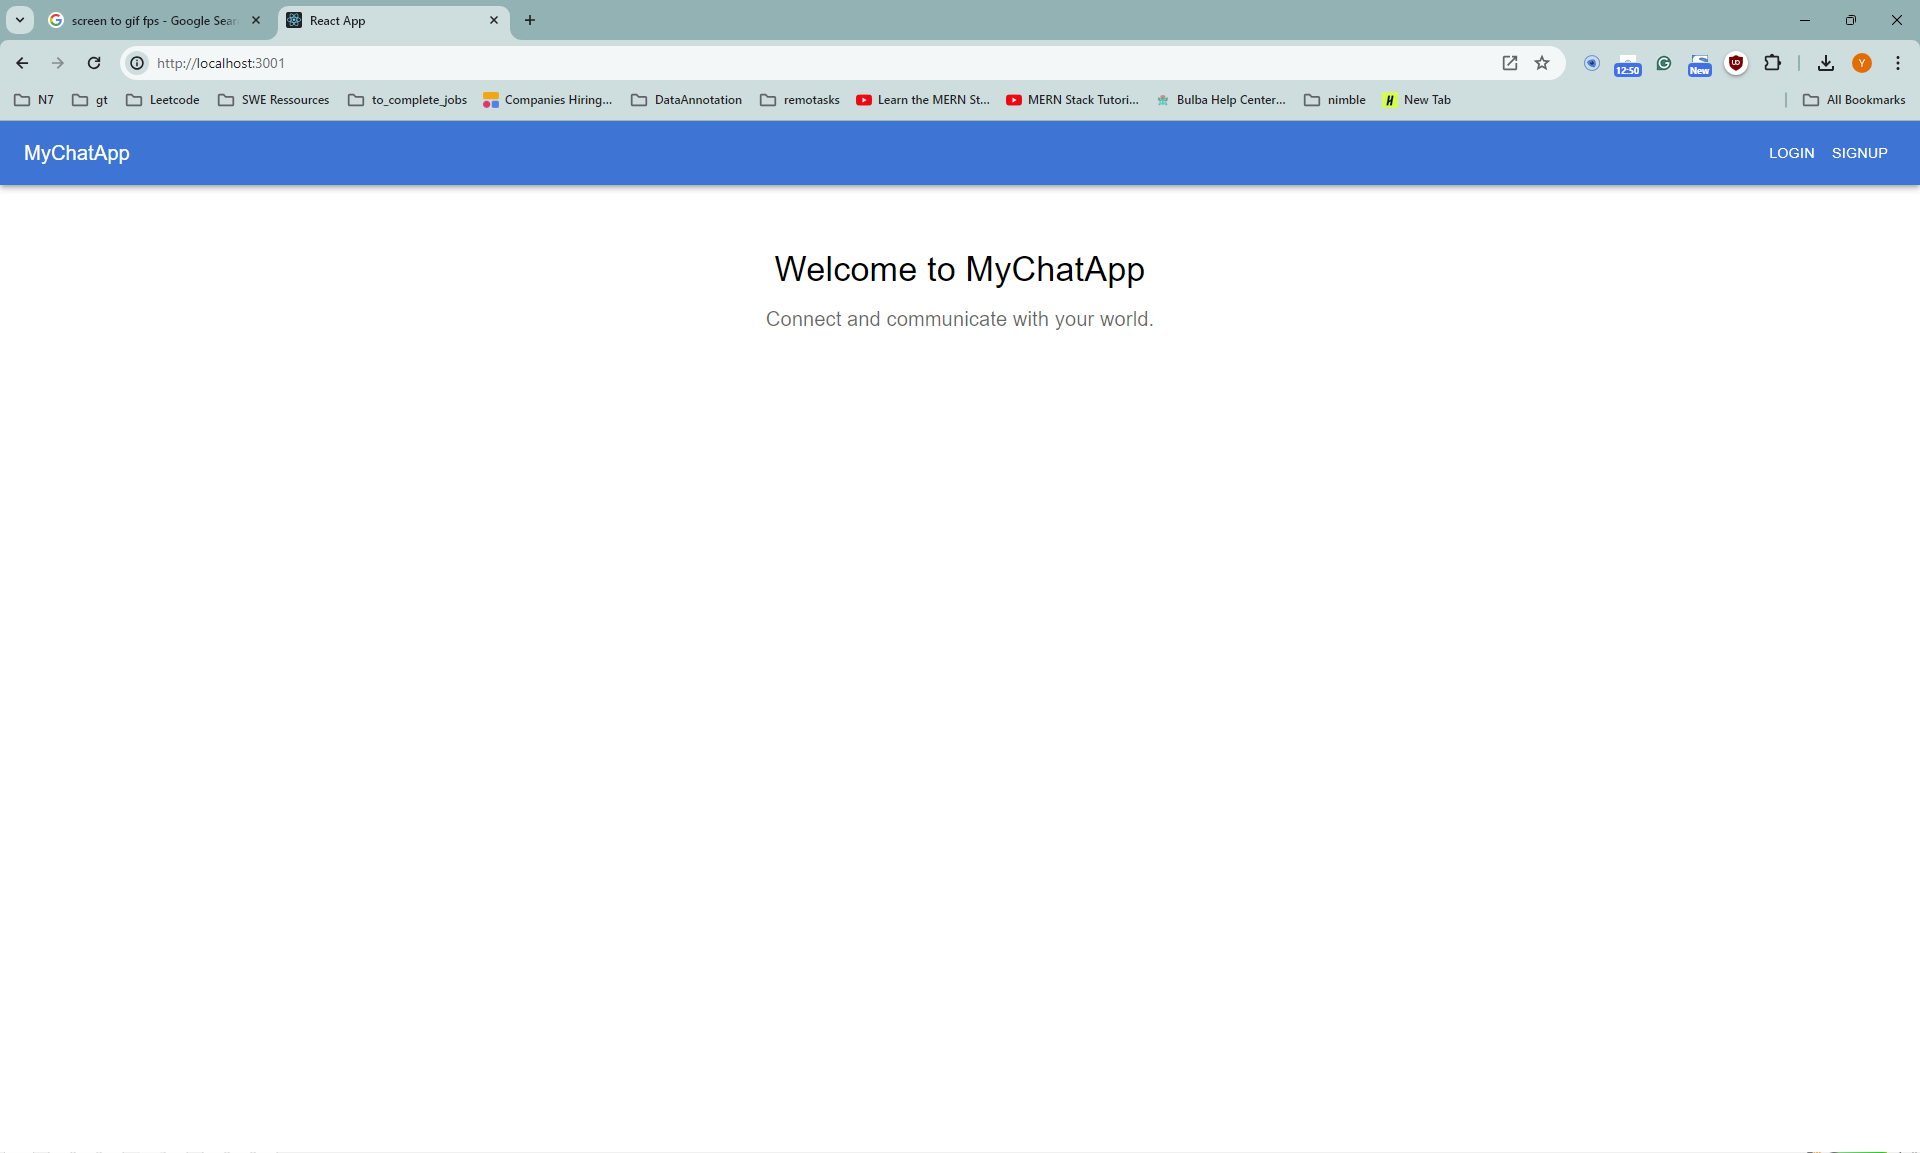 screen to gif fps - Google Sear
React App
http://localhost:3001
12:50
New
Y
N7
gt
Leetcode
SWE Ressources
to_complete_jobs
Companies Hiring...
DataAnnotation
remotasks
Learn the MERN St...
MERN Stack Tutori...
Bulba Help Center...
nimble
New Tab
All Bookmarks
MyChatApp
LOGIN
SIGNUP
Welcome to MyChatApp
Connect and communicate with your world.